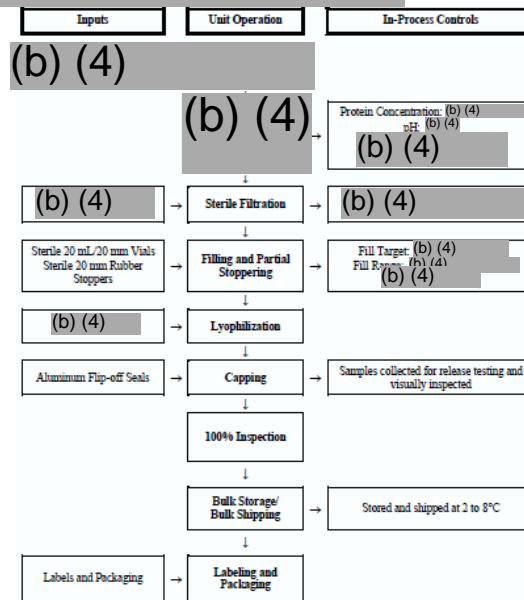 Inputs
Unit Operation
In-Process Controls
(b) (4)
(b) (4)
Protein Concentration: (b) (4)
pH: (b) (4)
(b) (4)
(b) (4)
Sterile Filtration
(b) (4)
Sterile 20 mL/20 mm Vials
Sterile 20 mm Rubber
Stoppers
Filling and Partial
Stoppering
Fill Target: (b) (4)
Fill Range: (b) (4)
(b) (4)
(b) (4)
Lyophilization
Aluminum Flip-off Seals
Capping
Samples collected for release testing and
visually inspected
100% Inspection
Bulk Storage/
Bulk Shipping
Stored and shipped at 2 to 8°C
Labels and Packaging
Labeling and
Packaging